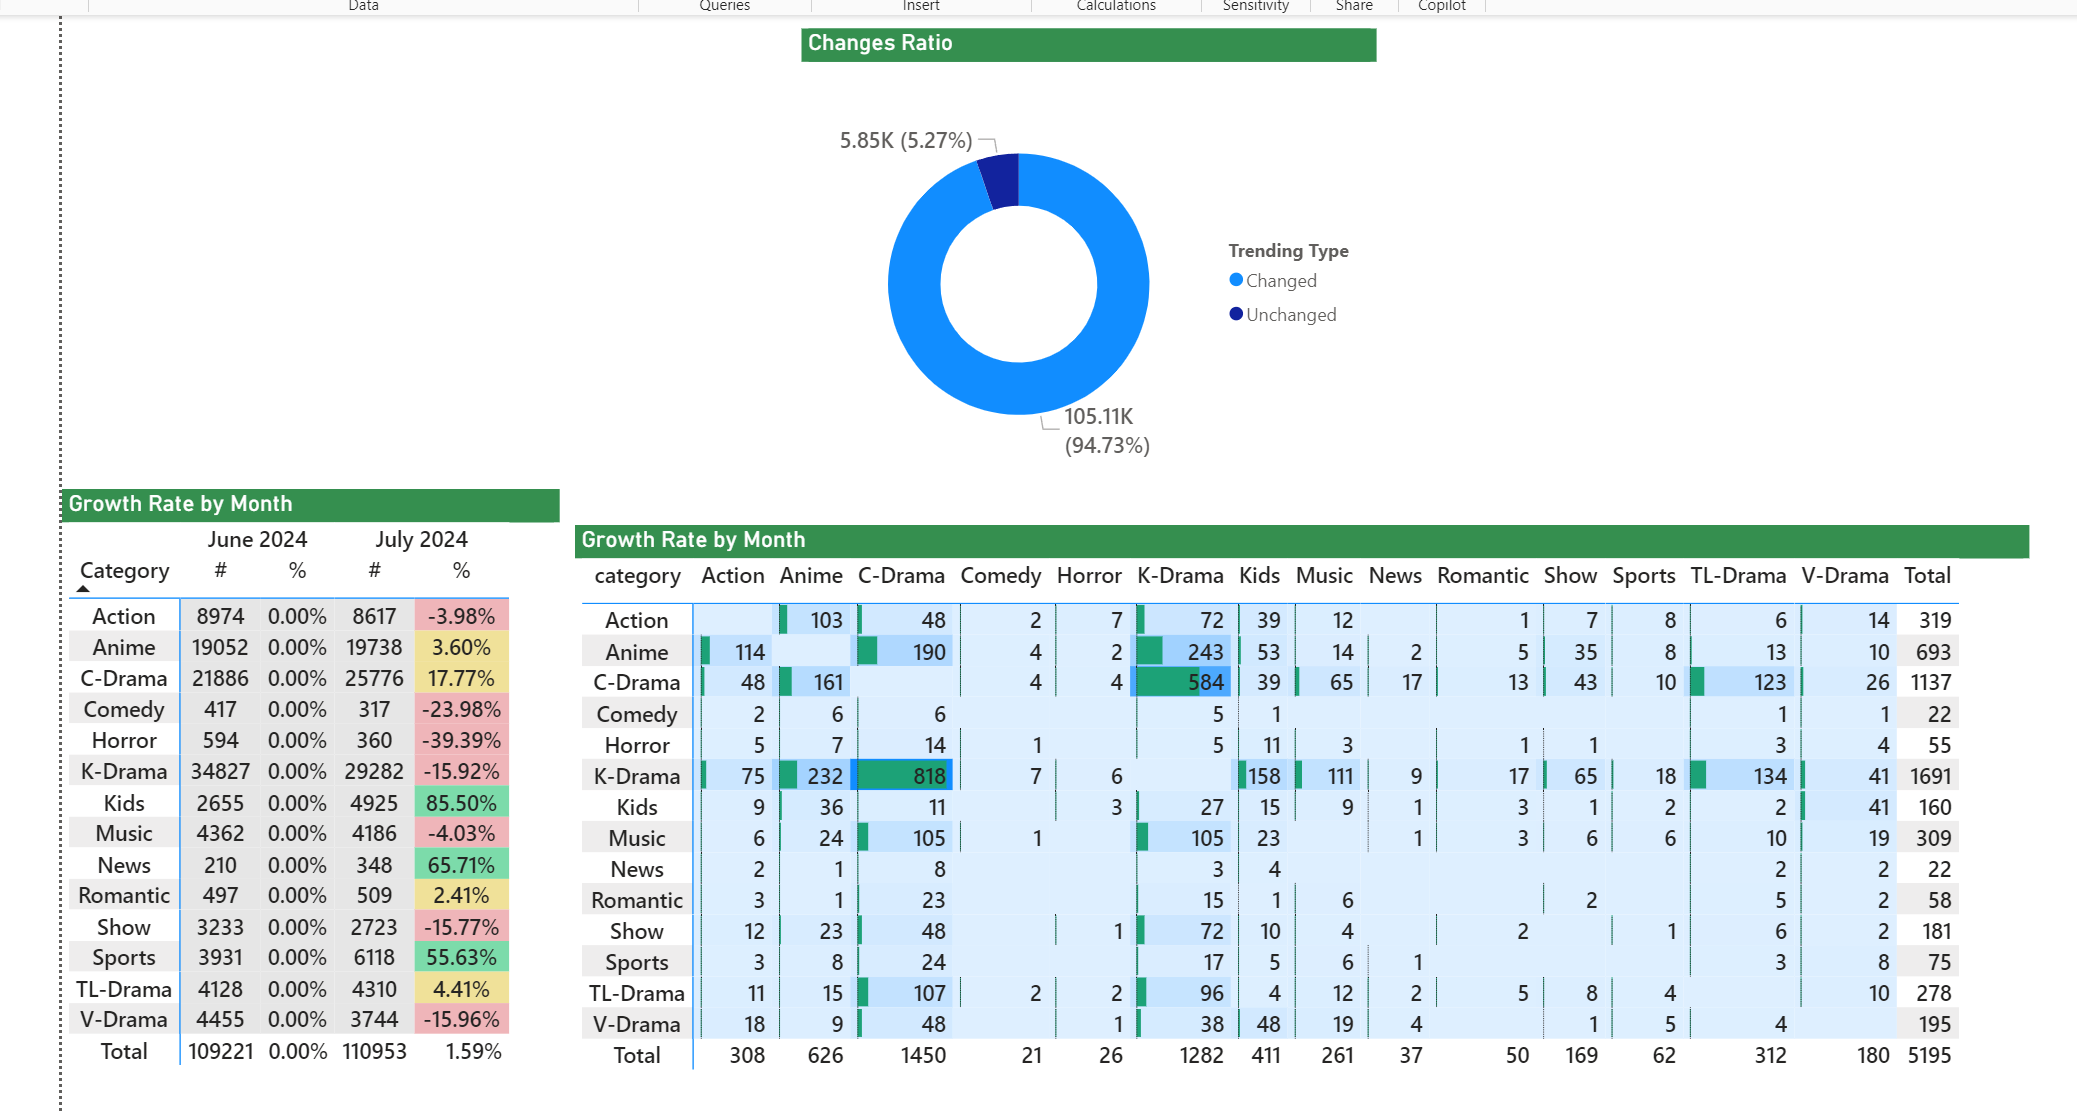 Data Queries Insert Calculations Sensitivity Share Copilot
Changes Ratio
5.85K (5.27%)
Trending Type
Changed
Unchanged
105.11K
(94.73%)
Growth Rate by Month
June 2024 July 2024
Category # % # %
Action 8974 0.00% 8617 -3.98%
Anime 19052 0.00% 19738 3.60%
C-Drama 21886 0.00% 25776 17.77%
Comedy 417 0.00% 317 -23.98%
Horror 594 0.00% 360 -39.39%
K-Drama 34827 0.00% 29282 -15.92%
Kids 2655 0.00% 4925 85.50%
Music 4362 0.00% 4186 -4.03%
News 210 0.00% 348 65.71%
Romantic 497 0.00% 509 2.41%
Show 3233 0.00% 2723 -15.77%
Sports 3931 0.00% 6118 55.63%
TL-Drama 4128 0.00% 4310 4.41%
V-Drama 4455 0.00% 3744 -15.96%
Total 109221 0.00% 110953 1.59%
Growth Rate by Month
category Action Anime C-Drama Comedy Horror K-Drama Kids Music News Romantic Show Sports TL-Drama V-Drama Total
Action 103 48 2 7 72 39 12 1 7 8 6 14 319
Anime 114 190 4 2 243 53 14 2 5 35 8 13 10 693
C-Drama 48 161 4 4 584 39 65 17 13 43 10 123 26 1137
Comedy 2 6 6 5 1 1 1 22
Horror 5 7 14 1 5 11 3 1 1 3 4 55
K-Drama 75 232 818 7 6 158 111 9 17 65 18 134 41 1691
Kids 9 36 11 3 27 15 9 1 3 1 2 2 41 160
Music 6 24 105 1 105 23 1 3 6 6 10 19 309
News 2 1 8 3 4 2 2 22
Romantic 3 1 23 15 1 6 2 5 2 58
Show 12 23 48 1 72 10 4 2 1 6 2 181
Sports 3 8 24 17 5 6 1 3 8 75
TL-Drama 11 15 107 2 2 96 4 12 2 5 8 4 10 278
V-Drama 18 9 48 1 38 48 19 4 1 5 4 195
Total 308 626 1450 21 26 1282 411 261 37 50 169 62 312 180 5195